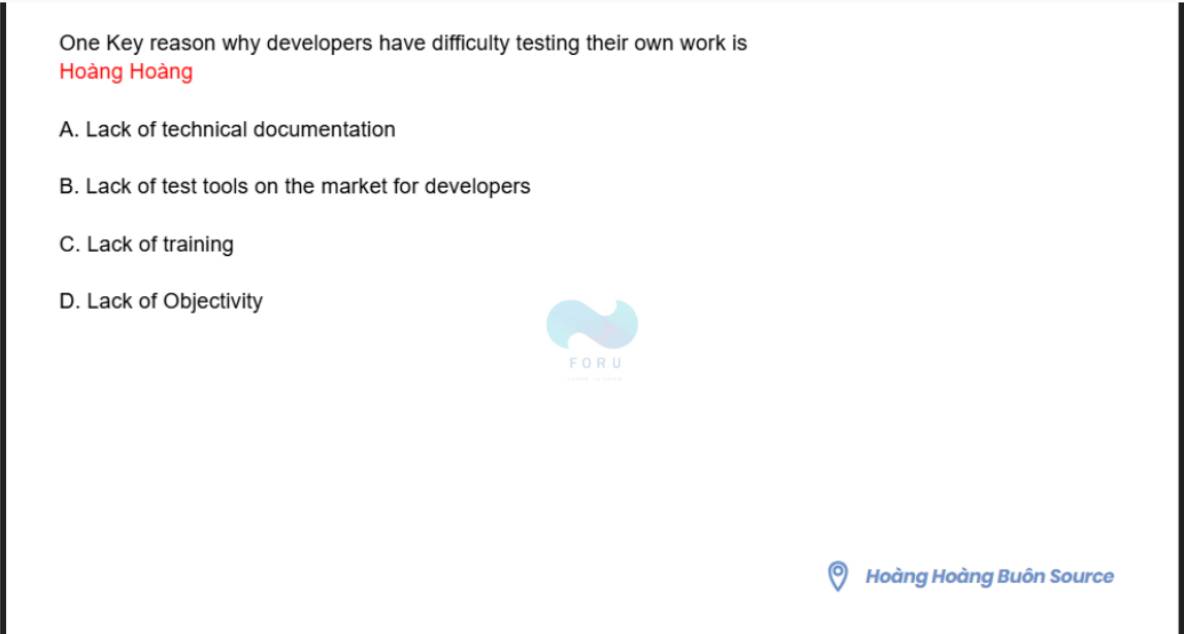 One Key reason why developers have difficulty testing their own work is
Hoàng Hoàng
A. Lack of technical documentation
B. Lack of test tools on the market for developers
C. Lack of training
D. Lack of Objectivity
FORU
Hoàng Hoàng Buôn Source